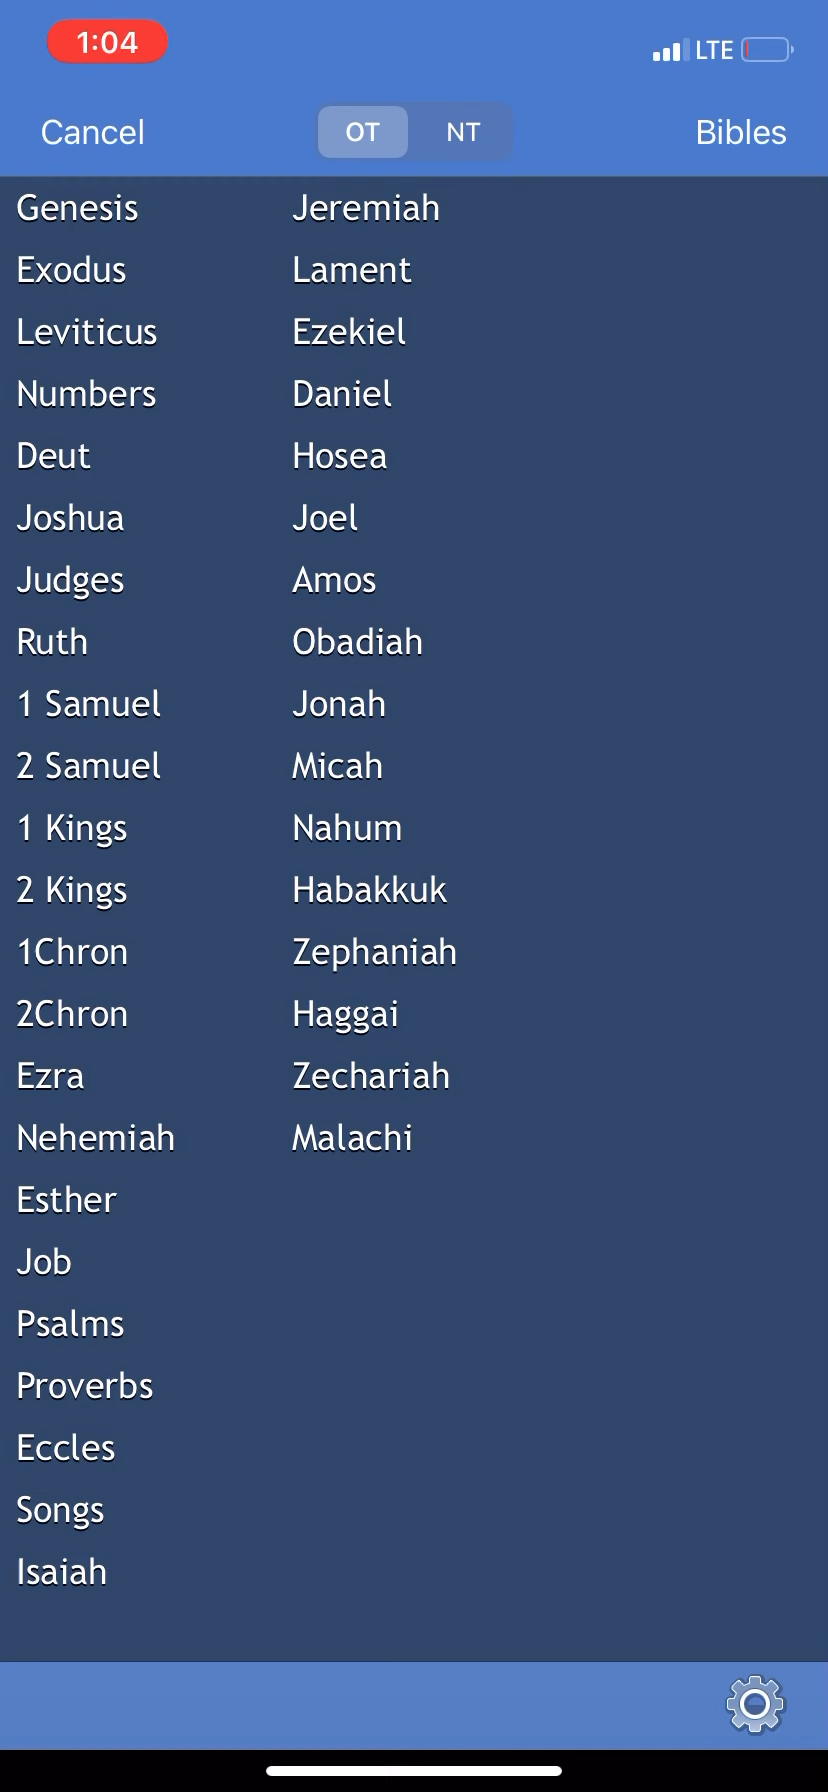 1:04
LTE
Cancel
OT
NT
Bibles
Genesis
Exodus
Leviticus
Numbers
Deut
Joshua
Judges
Ruth
1 Samuel
2 Samuel
1 Kings
2 Kings
1Chron
2Chron
Ezra
Nehemiah
Esther
Job
Psalms
Proverbs
Eccles
Songs
Isaiah
Jeremiah
Lament
Ezekiel
Daniel
Hosea
Joel
Amos
Obadiah
Jonah
Micah
Nahum
Habakkuk
Zephaniah
Haggai
Zechariah
Malachi